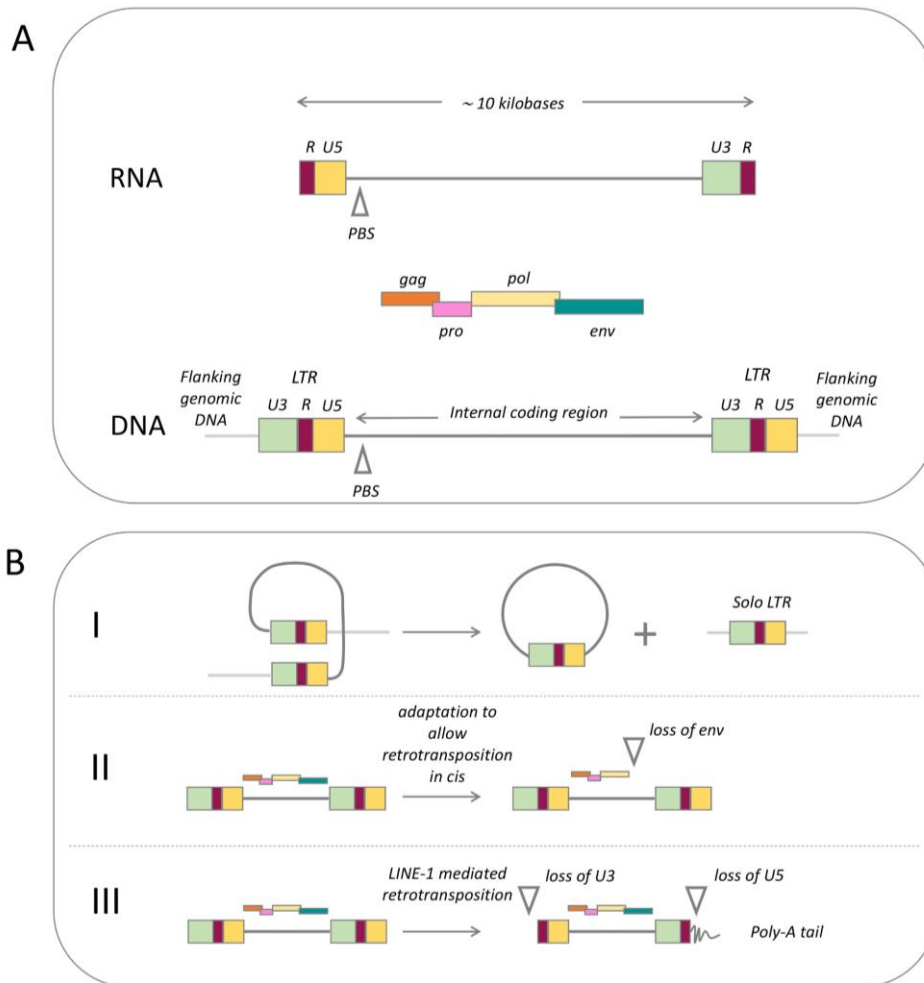 A
~ 10 kilobases
R U5
U3 R
RNA
PBS
gag
pol
pro
env
Flanking
genomic
DNA
LTR
U3 R U5
Internal coding region
LTR
U3 R U5
Flanking
genomic
DNA
DNA
PBS
B
I
+
Solo LTR
II
adaptation to
allow
retrotransposition
in cis
loss of env
III
LINE-1 mediated
retrotransposition
loss of U3
loss of U5
Poly-A tail